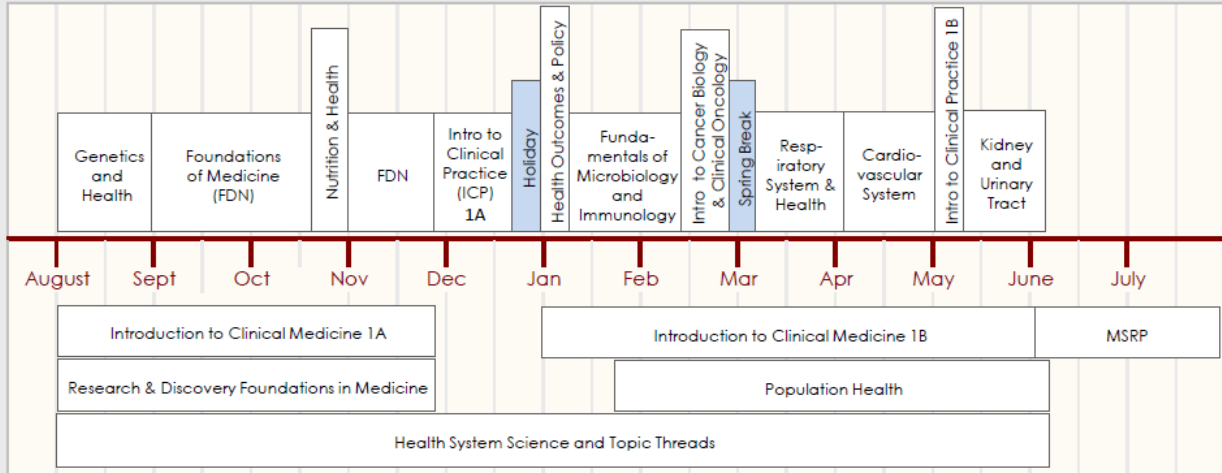 Genetics
and
Health
Foundations
of Medicine
(FDN)
Nutrition & Health
FDN
Intro to
Clinical
Practice
(ICP)
1A
Holiday
Health Outcomes & Policy
Funda-
mentals of
Microbiology
and
Immunology
Intro to Cancer Biology
& Clinical Oncology
Spring Break
Resp-
iratory
System &
Health
Cardio-
vascular
System
Intro to Clinical Practice 1B
Kidney
and
Urinary
Tract
August
Sept
Oct
Nov
Dec
Jan
Feb
Mar
Apr
May
June
July
Introduction to Clinical Medicine 1A
Introduction to Clinical Medicine 1B
MSRP
Research & Discovery Foundations in Medicine
Population Health
Health System Science and Topic Threads